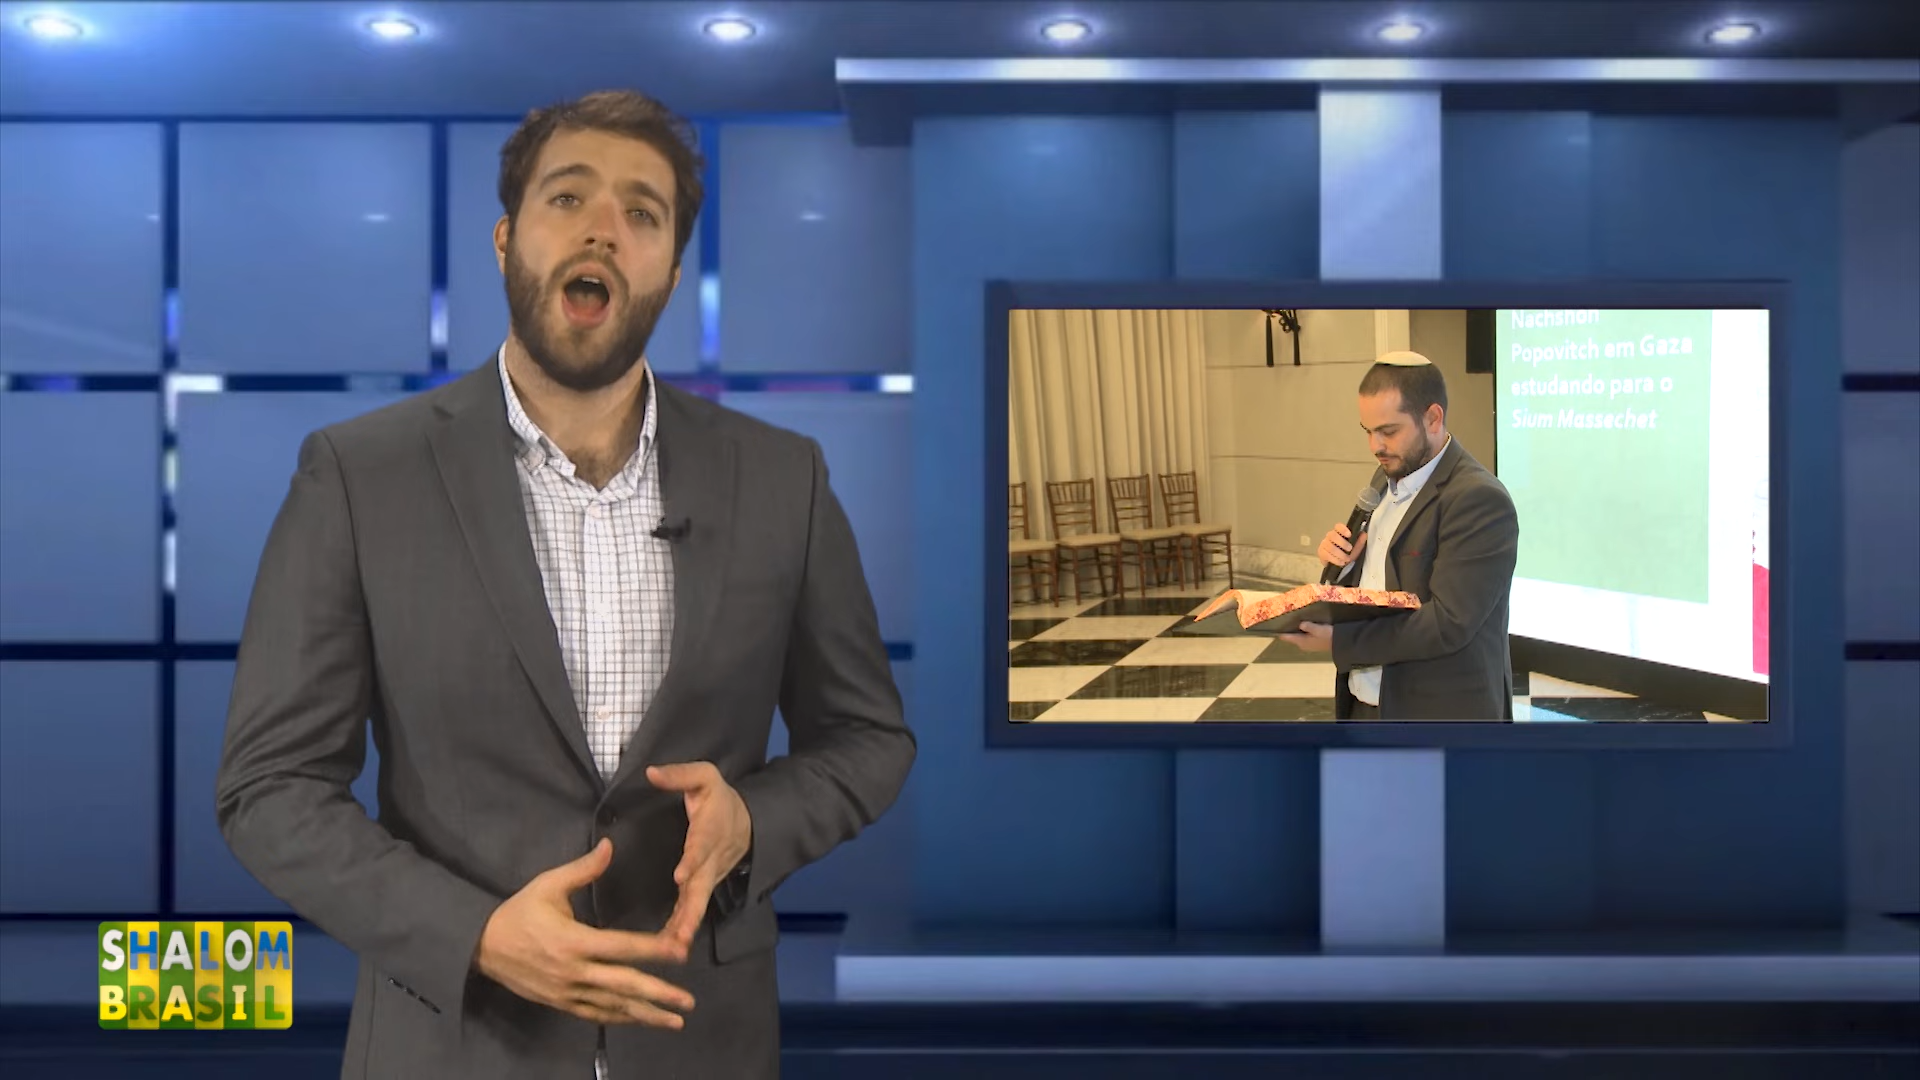 Nachshon
Popovitch em Gaza
estudando para o
Sium Massechet
SHALOM
BRASIL